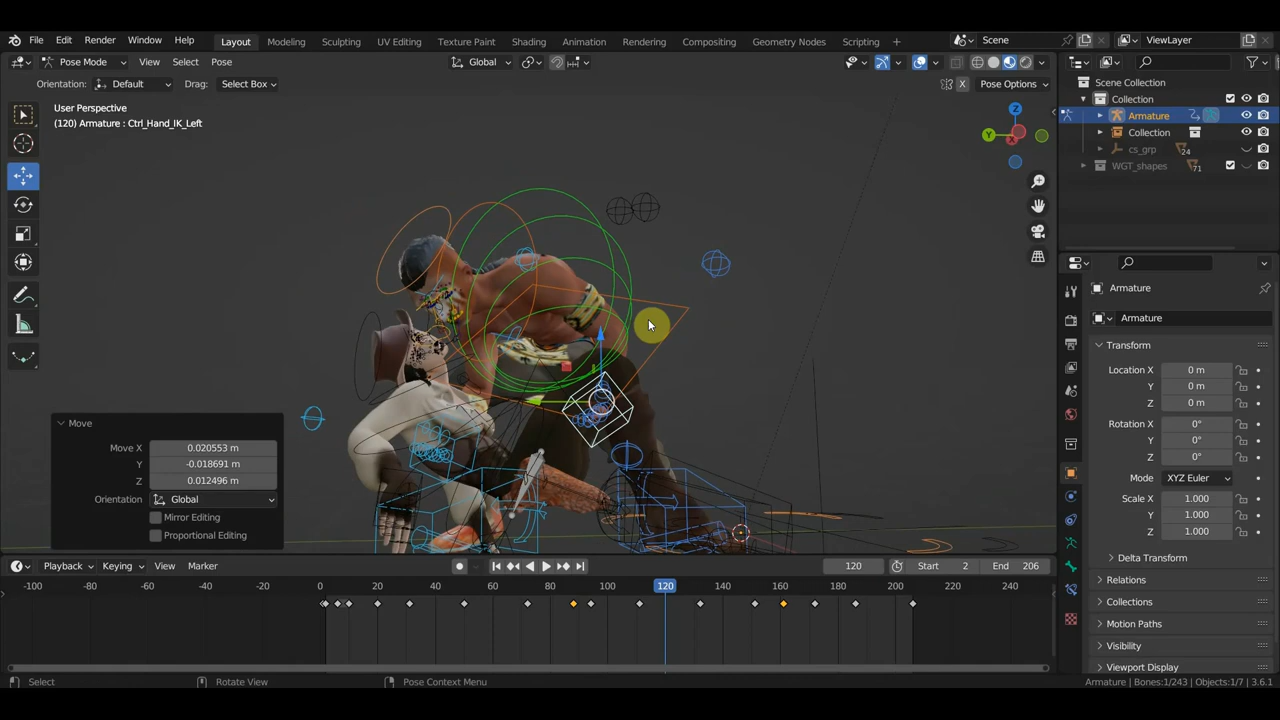 File Edit Render Window Help Layout Modeling Sculpting UV Editing Texture Paint Shading Animation Rendering Compositing Geometry Nodes Scripting + Scene ViewLayer
Pose Mode View Select Pose Global
Orientation: Default Drag: Select Box X Pose Options
User Perspective
(120) Armature : Ctrl_Hand_IK_Left
Z
Y
X
Move
Move X 0.020553 m
Y -0.018691 m
Z 0.012496 m
Orientation Global
Mirror Editing
Proportional Editing
Scene Collection
Collection
Armature
Collection
cs_grp 24
WGT_shapes 71
Armature
Armature
Transform
Location X 0 m
Y 0 m
Z 0 m
Rotation X 0°
Y 0°
Z 0°
Mode XYZ Euler
Scale X 1.000
Y 1.000
Z 1.000
Delta Transform
Relations
Collections
Motion Paths
Visibility
Viewport Display
Playback Keying View Marker 120 Start 2 End 206
-100 -80 -60 -40 -20 0 20 40 60 80 100 120 140 160 180 200 220 240
Select Rotate View Pose Context Menu Armature | Bones:1/243 | Objects:1/7 | 3.6.1